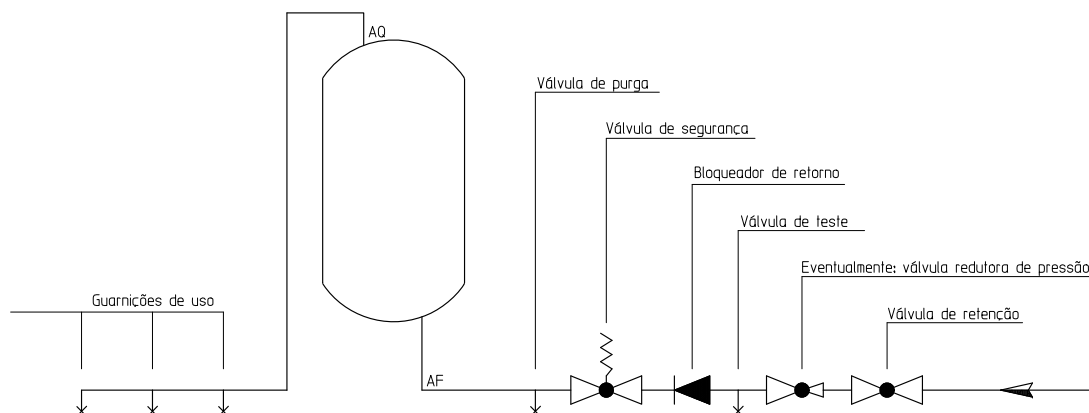 AQ
Válvula de purga
Válvula de segurança
Bloqueador de retorno
Válvula de teste
Eventualmente: válvula redutora de pressão
Guarnições de uso
Válvula de retenção
AF